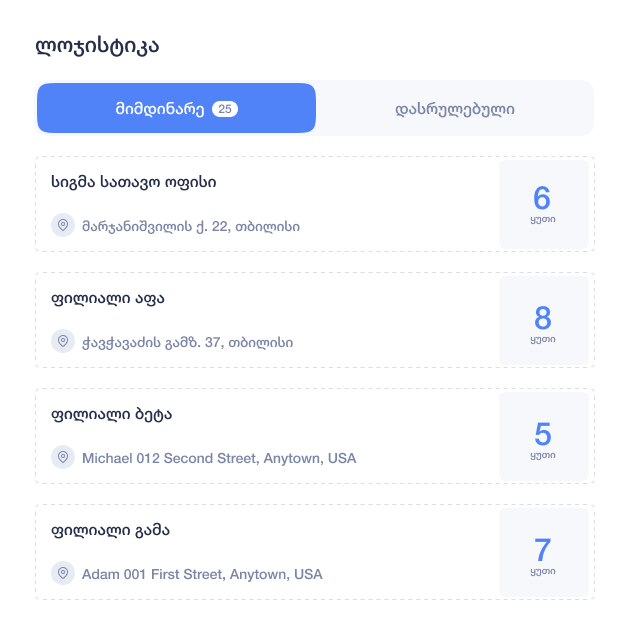 ლოჯისტიკა
მიმდინარე 25
დასრულებული
სიგმა სათავო ოფისი
მარჯანიშვილის ქ. 22, თბილისი
6
ყუთი
ფილიალი აფა
ჭავჭავაძის გამზ. 37, თბილისი
8
ყუთი
ფილიალი ბეტა
Michael 012 Second Street, Anytown, USA
5
ყუთი
ფილიალი გამა
Adam 001 First Street, Anytown, USA
7
ყუთი